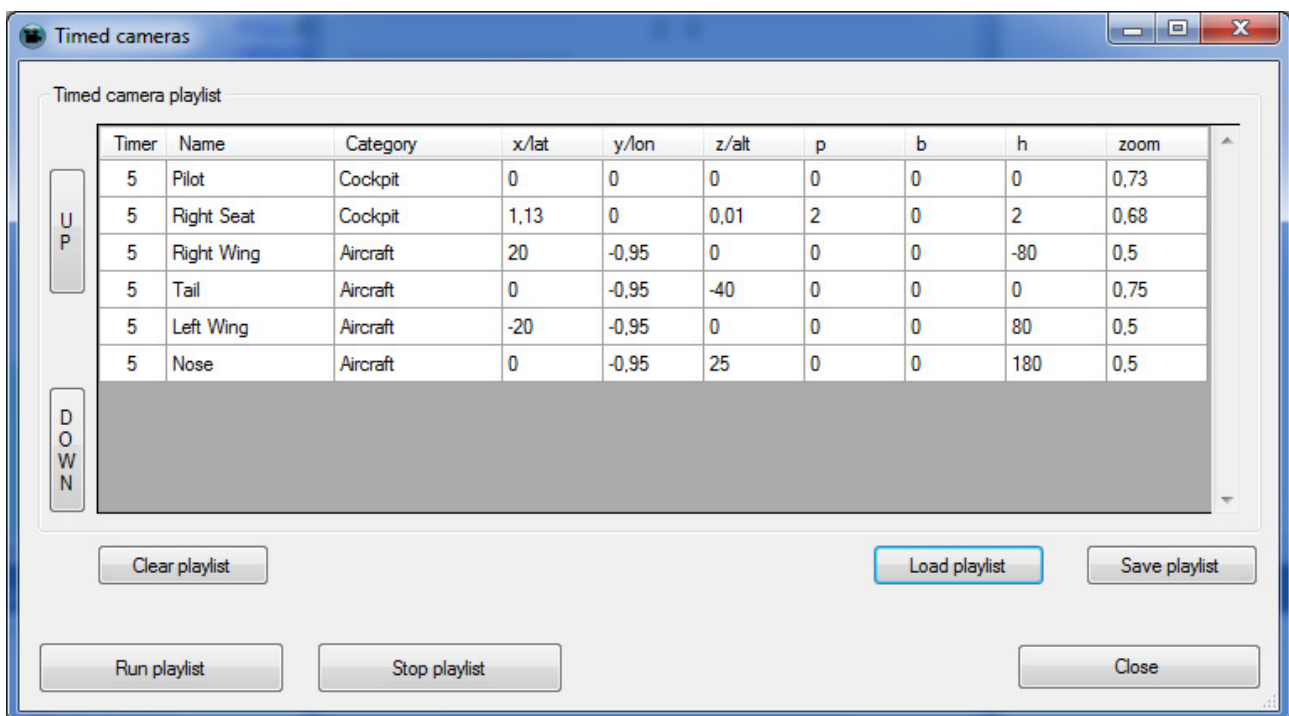 Timed cameras
Timed camera playlist
Timer Name Category x/lat y/lon z/alt p b h zoom
5 Pilot Cockpit 0 0 0 0 0 0 0,73
5 Right Seat Cockpit 1,13 0 0,01 2 0 2 0,68
5 Right Wing Aircraft 20 -0,95 0 0 0 -80 0,5
5 Tail Aircraft 0 -0,95 -40 0 0 0 0,75
5 Left Wing Aircraft -20 -0,95 0 0 0 80 0,5
5 Nose Aircraft 0 -0,95 25 0 0 180 0,5
UP
DOWN
Clear playlist Load playlist Save playlist
Run playlist Stop playlist Close